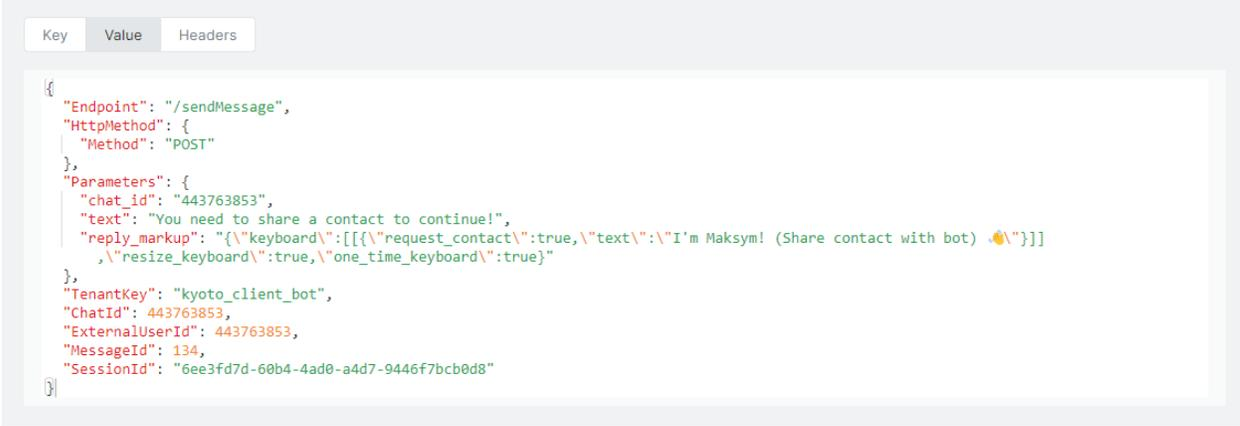 Key Value Headers
{
"Endpoint": "/sendMessage",
"HttpMethod": {
"Method": "POST"
},
"Parameters": {
"chat_id": "443763853",
"text": "You need to share a contact to continue!",
"reply_markup": "{\"keyboard\":[[{\"request_contact\":true,\"text\":\"I'm Maksym! (Share contact with bot) 👋\"}]]
,\"resize_keyboard\":true,\"one_time_keyboard\":true}"
},
"TenantKey": "kyoto_client_bot",
"ChatId": 443763853,
"ExternalUserId": 443763853,
"MessageId": 134,
"SessionId": "6ee3fd7d-60b4-4ad0-a4d7-9446f7bcb0d8"
}